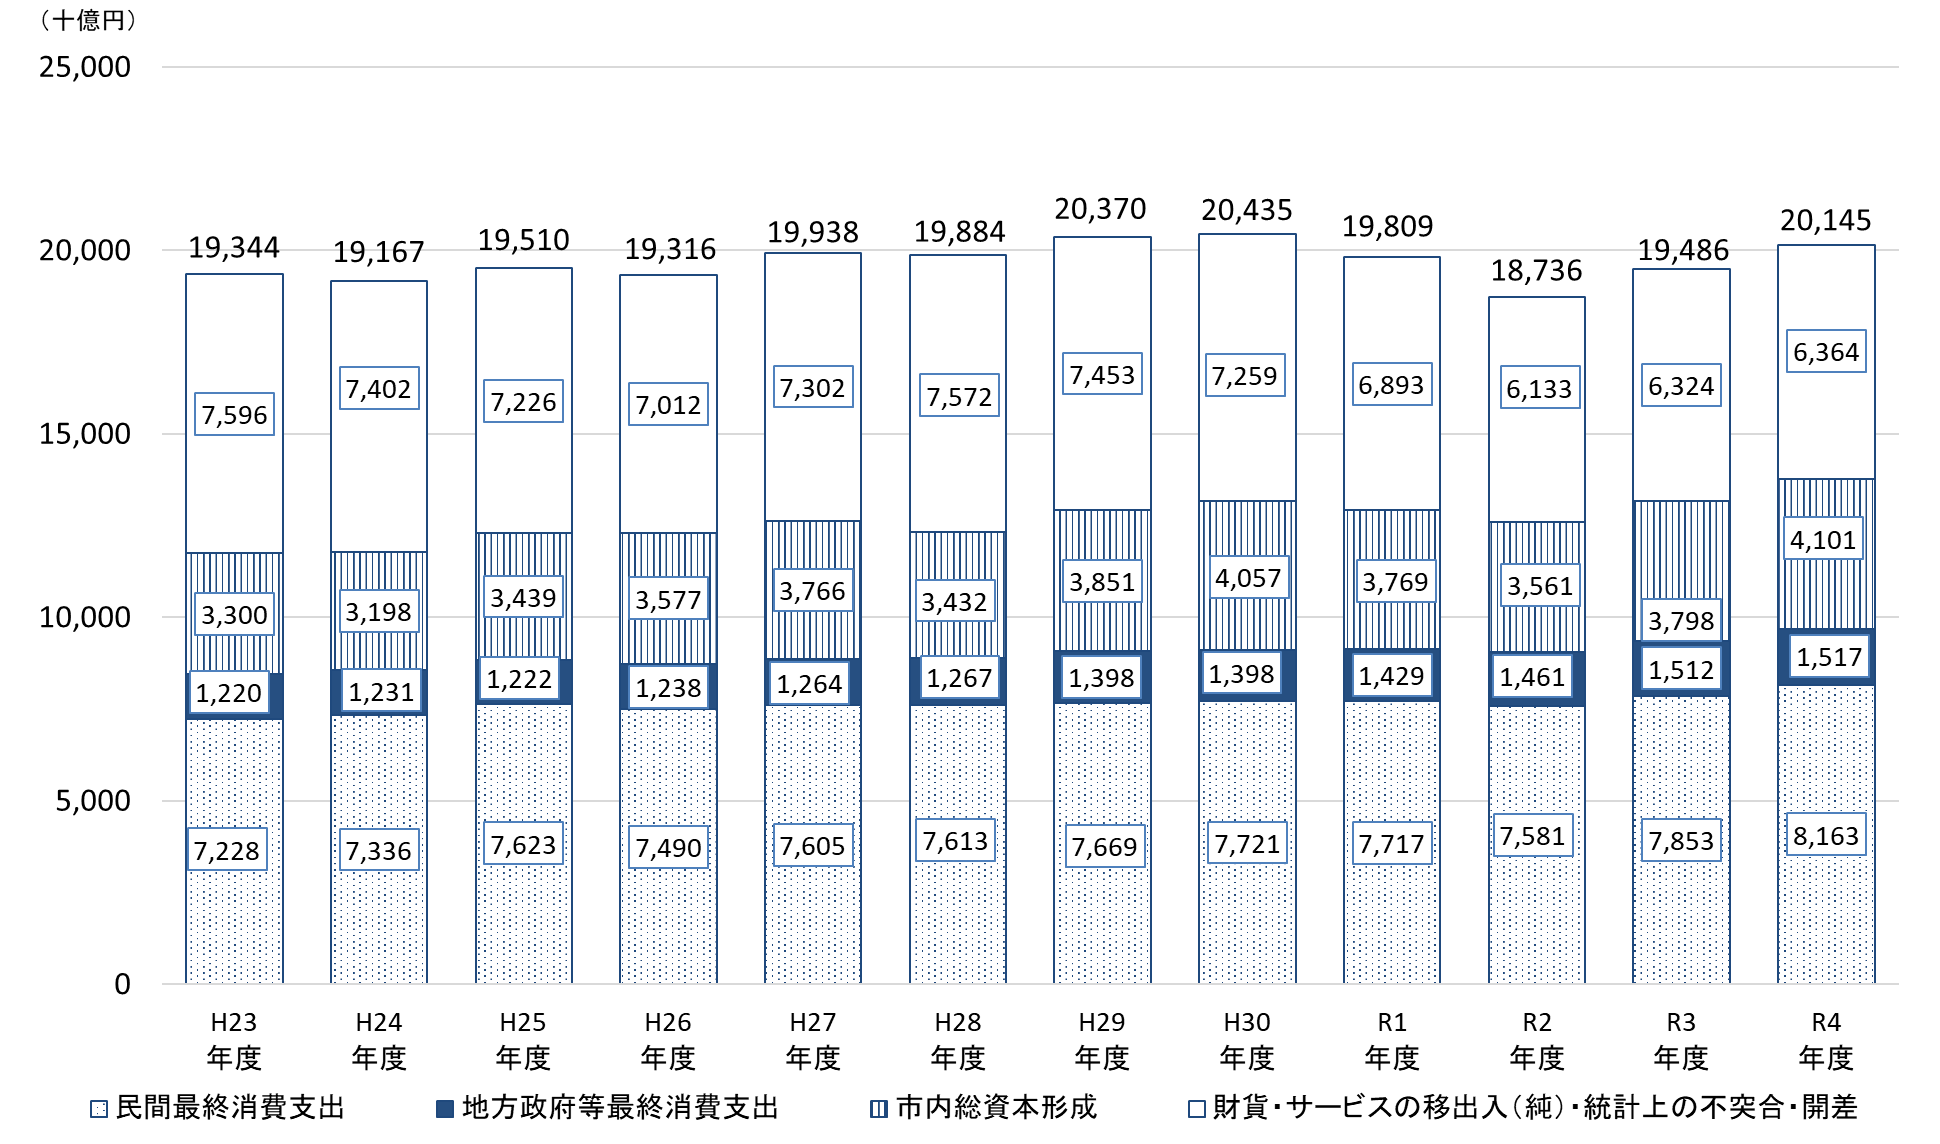 （十億円）
25,000
20,000
15,000
10,000
5,000
0
19,344 19,167 19,510 19,316 19,938 19,884 20,370 20,435 19,809 18,736 19,486 20,145
7,596 7,402 7,226 7,012 7,302 7,572 7,453 7,259 6,893 6,133 6,324 6,364
3,300 3,198 3,439 3,577 3,766 3,432 3,851 4,057 3,769 3,561 3,798 4,101
1,220 1,231 1,222 1,238 1,264 1,267 1,398 1,398 1,429 1,461 1,512 1,517
7,228 7,336 7,623 7,490 7,605 7,613 7,669 7,721 7,717 7,581 7,853 8,163
H23 H24 H25 H26 H27 H28 H29 H30 R1 R2 R3 R4
年度 年度 年度 年度 年度 年度 年度 年度 年度 年度 年度 年度
民間最終消費支出 地方政府等最終消費支出 市内総資本形成 財貨・サービスの移出入（純）・統計上の不突合・開差